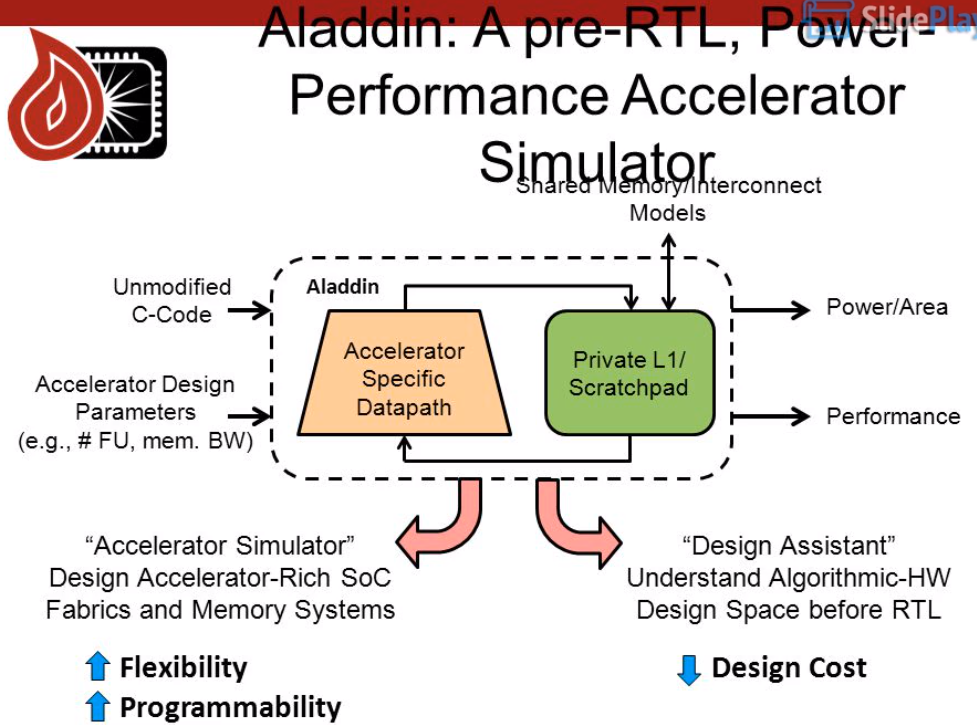 Aladdin: A pre-RTL, Power-
SlidePlay
Performance Accelerator
Simulator
Shared Memory/Interconnect
Models
Unmodified
C-Code
Aladdin
Accelerator
Specific
Datapath
Private L1/
Scratchpad
Power/Area
Accelerator Design
Parameters
(e.g., # FU, mem. BW)
Performance
“Accelerator Simulator”
Design Accelerator-Rich SoC
Fabrics and Memory Systems
“Design Assistant”
Understand Algorithmic-HW
Design Space before RTL
Flexibility
Programmability
Design Cost